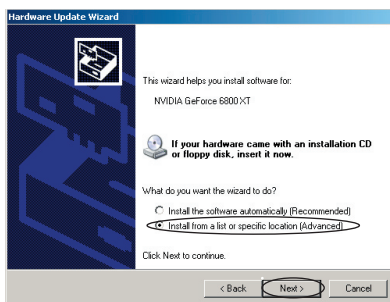 Hardware Update Wizard
This wizard helps you install software for:
NVIDIA GeForce 6800 XT
If your hardware came with an installation CD
or floppy disk, insert it now.
What do you want the wizard to do?
Install the software automatically (Recommended)
Install from a list or specific location (Advanced)
Click Next to continue.
< Back
Next >
Cancel